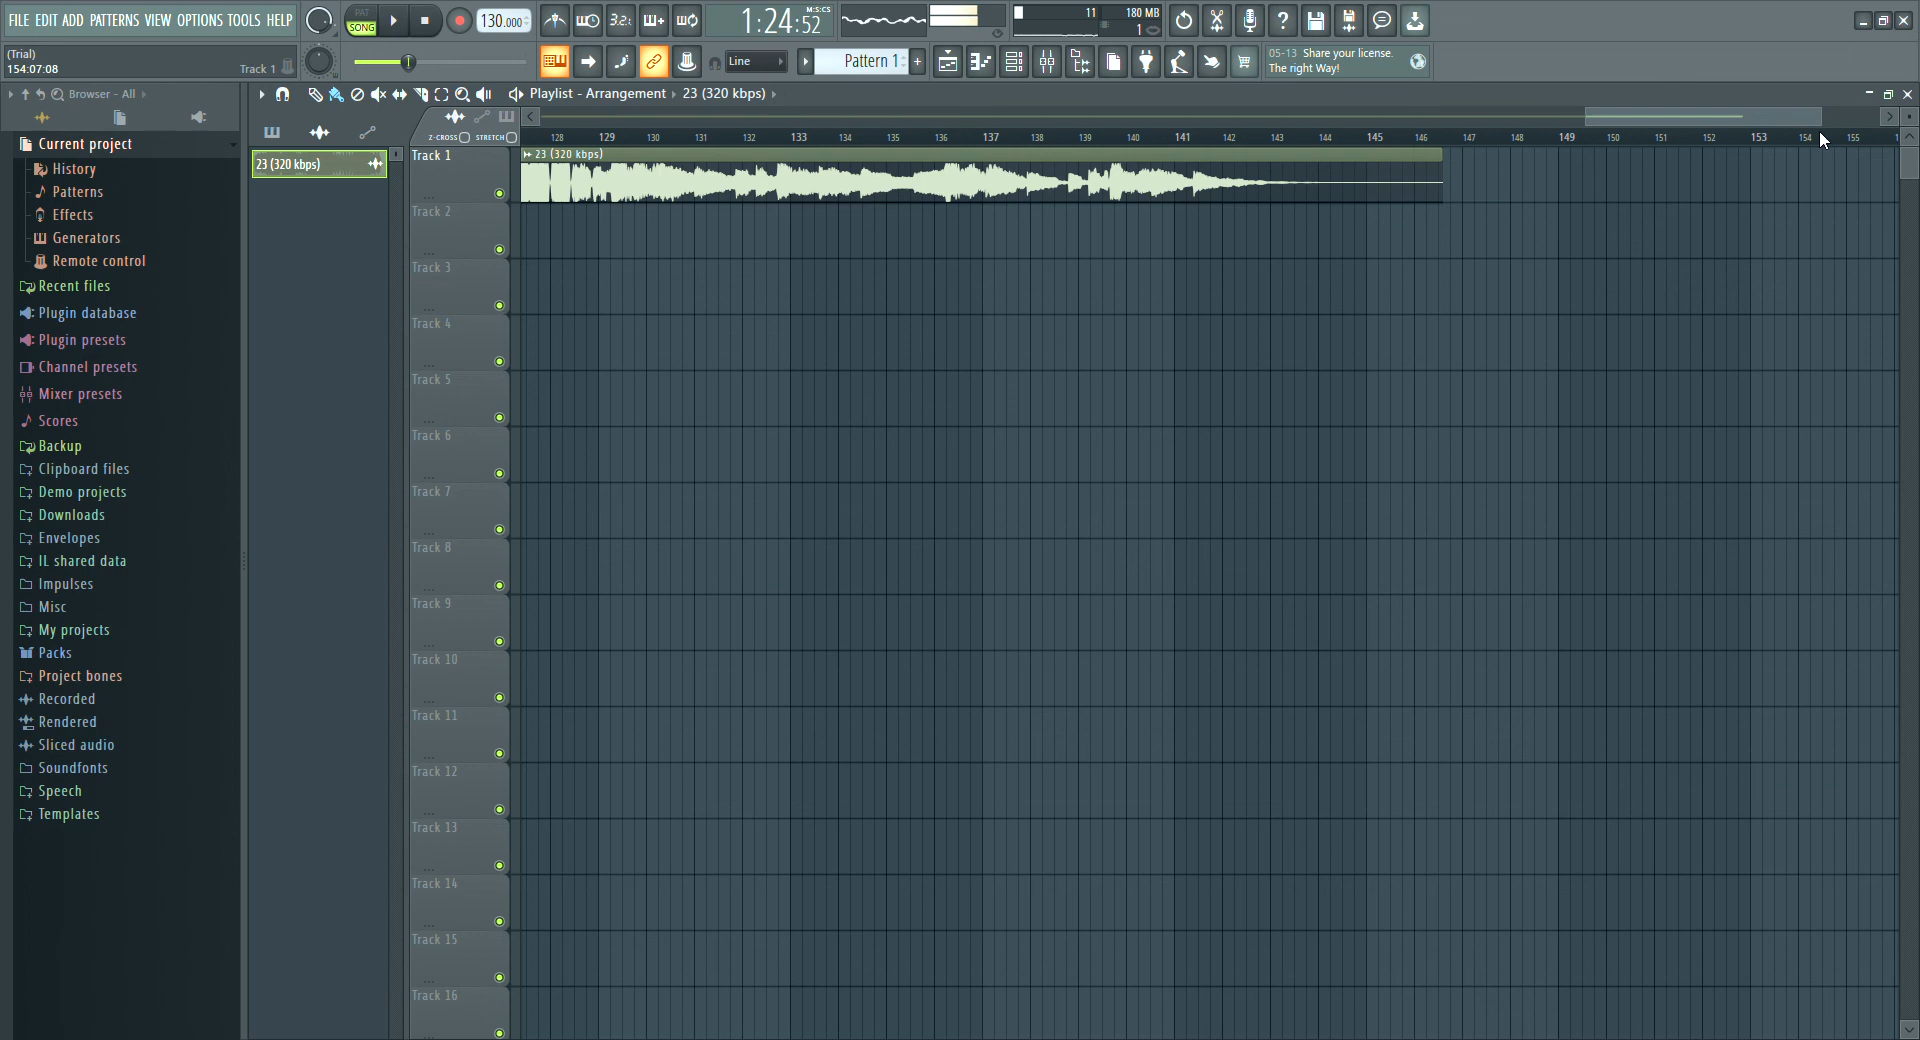 FILE EDIT ADD PATTERNS VIEW OPTIONS TOOLS HELP
PAT
SONG
130.000
3.2.
1:24:52
M:S:CS
11
180 MB
1
(Trial)
154:07:08
Track 1
Line
Pattern 1
+
05-13 Share your license.
The right Way!
Browser - All
Playlist - Arrangement
23 (320 kbps)
Z-CROSS
STRETCH
128 129 130 131 132 133 134 135 136 137 138 139 140 141 142 143 144 145 146 147 148 149 150 151 152 153 154 155
Current project
History
Patterns
Effects
Generators
Remote control
Recent files
Plugin database
Plugin presets
Channel presets
Mixer presets
Scores
Backup
Clipboard files
Demo projects
Downloads
Envelopes
IL shared data
Impulses
Misc
My projects
Packs
Project bones
Recorded
Rendered
Sliced audio
Soundfonts
Speech
Templates
23 (320 kbps)
Track 1
23 (320 kbps)
Track 2
Track 3
Track 4
Track 5
Track 6
Track 7
Track 8
Track 9
Track 10
Track 11
Track 12
Track 13
Track 14
Track 15
Track 16